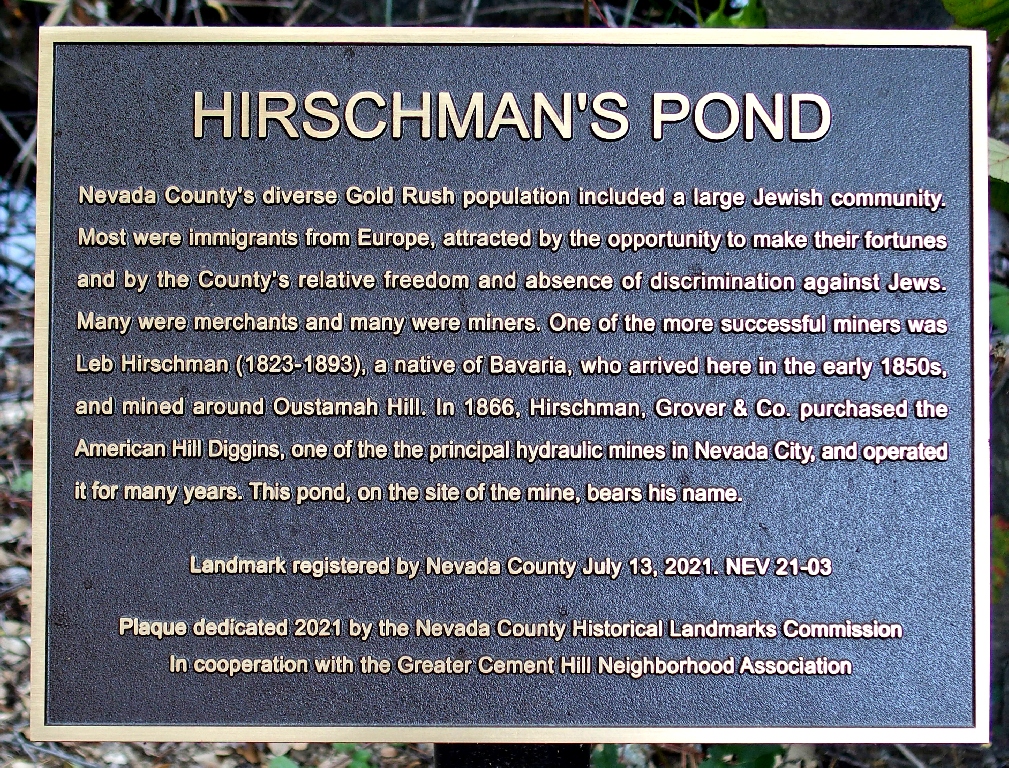 HIRSCHMAN'S POND
Nevada County's diverse Gold Rush population included a large Jewish community.
Most were immigrants from Europe, attracted by the opportunity to make their fortunes
and by the County's relative freedom and absence of discrimination against Jews.
Many were merchants and many were miners. One of the more successful miners was
Leb Hirschman (1823-1893), a native of Bavaria, who arrived here in the early 1850s,
and mined around Oustamah Hill. In 1866, Hirschman, Grover & Co. purchased the
American Hill Diggins, one of the the principal hydraulic mines in Nevada City, and operated
it for many years. This pond, on the site of the mine, bears his name.
Landmark registered by Nevada County July 13, 2021. NEV 21-03
Plaque dedicated 2021 by the Nevada County Historical Landmarks Commission
In cooperation with the Greater Cement Hill Neighborhood Association